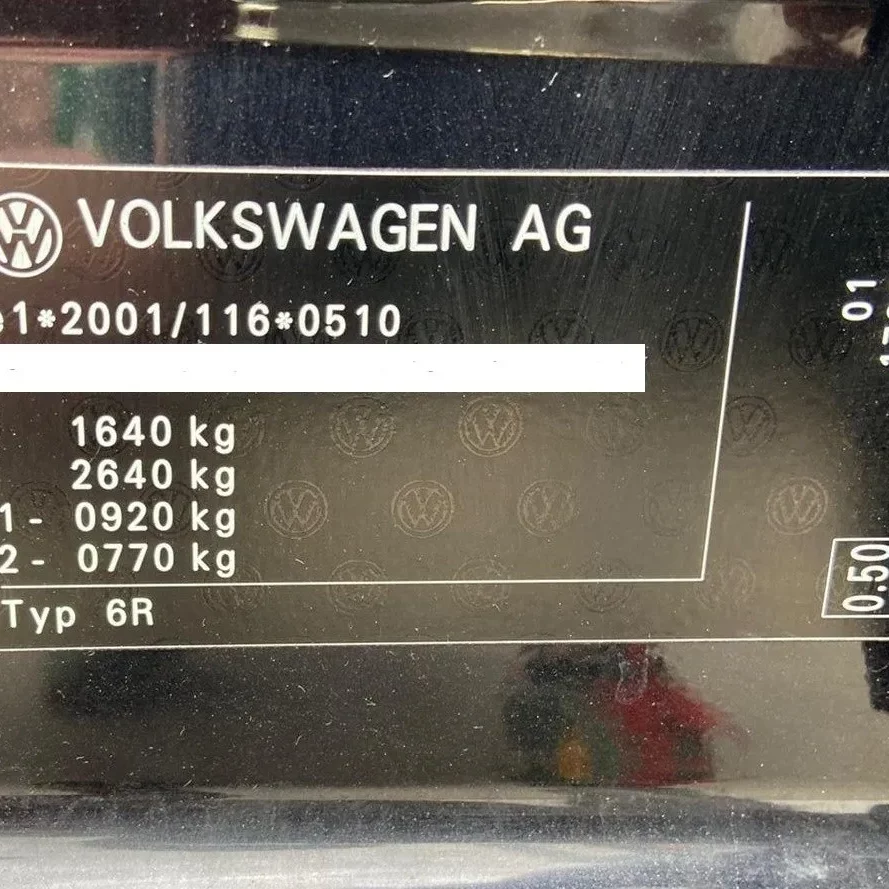 VOLKSWAGEN AG
e1*2001/116*0510
1640 kg
2640 kg
1- 0920 kg
2- 0770 kg
Typ 6R
01
0.50